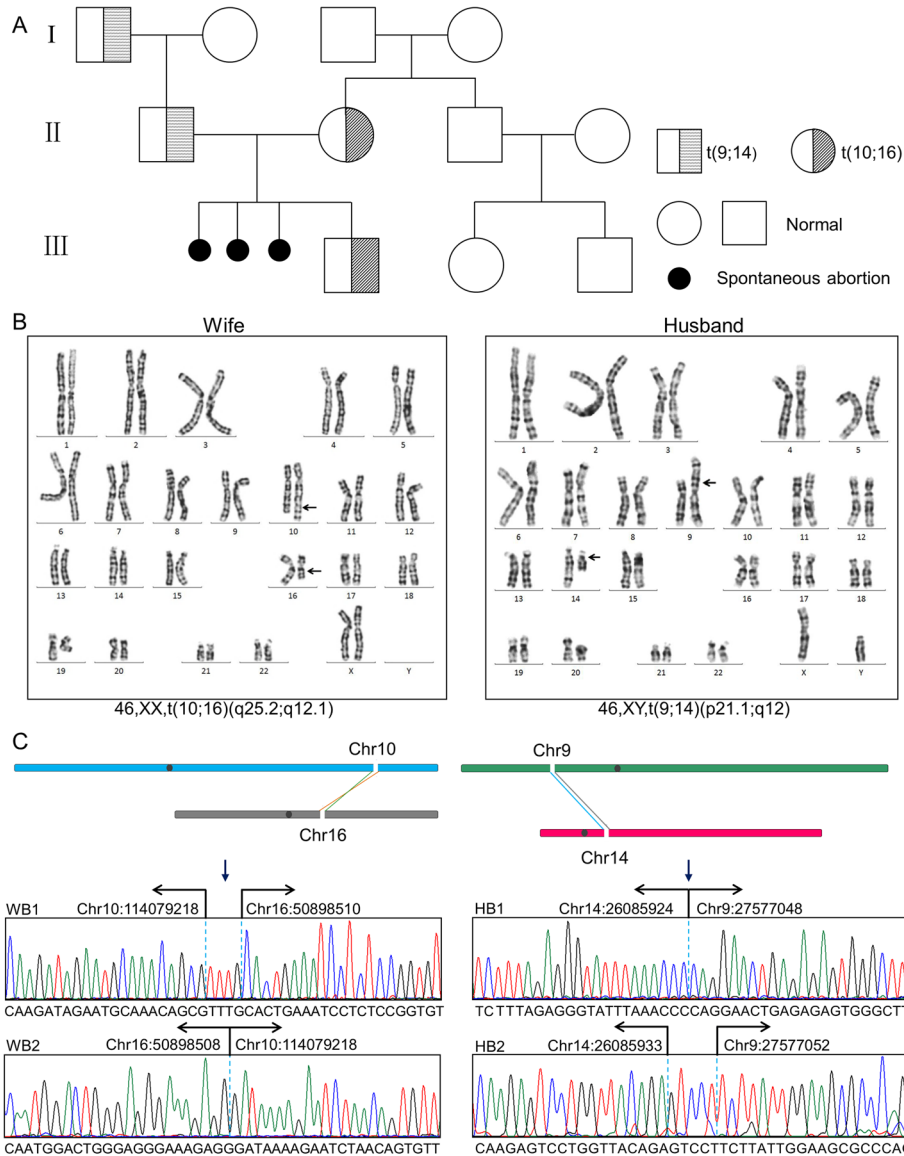 A
I
II
III
t(9;14)
t(10;16)
Normal
Spontaneous abortion
B
Wife
Husband
1 2 3 4 5
6 7 8 9 10 11 12
13 14 15 16 17 18
19 20 21 22 X Y
46,XX,t(10;16)(q25.2;q12.1)
1 2 3 4 5
6 7 8 9 10 11 12
13 14 15 16 17 18
19 20 21 22 X Y
46,XY,t(9;14)(p21.1;q12)
C
Chr10
Chr16
Chr9
Chr14
WB1
Chr10:114079218
Chr16:50898510
CAAGATAGAATGCAAACAGCGTTTGCACTGAAATCCTCTCCGGTGT
HB1
Chr14:26085924
Chr9:27577048
TCTTTAGAGGGTATTTAAACCCCAGGAACTGAGAGAGTGGGCTT
WB2
Chr16:50898508
Chr10:114079218
CAATGGACTGGGAGGGAAAGAGGGATAAAAGAATCTAACAGTGTT
HB2
Chr14:26085933
Chr9:27577052
CAAGAGTCCTGGTTACAGAGTCCTTCTTATTGGAAGCGCCCAC